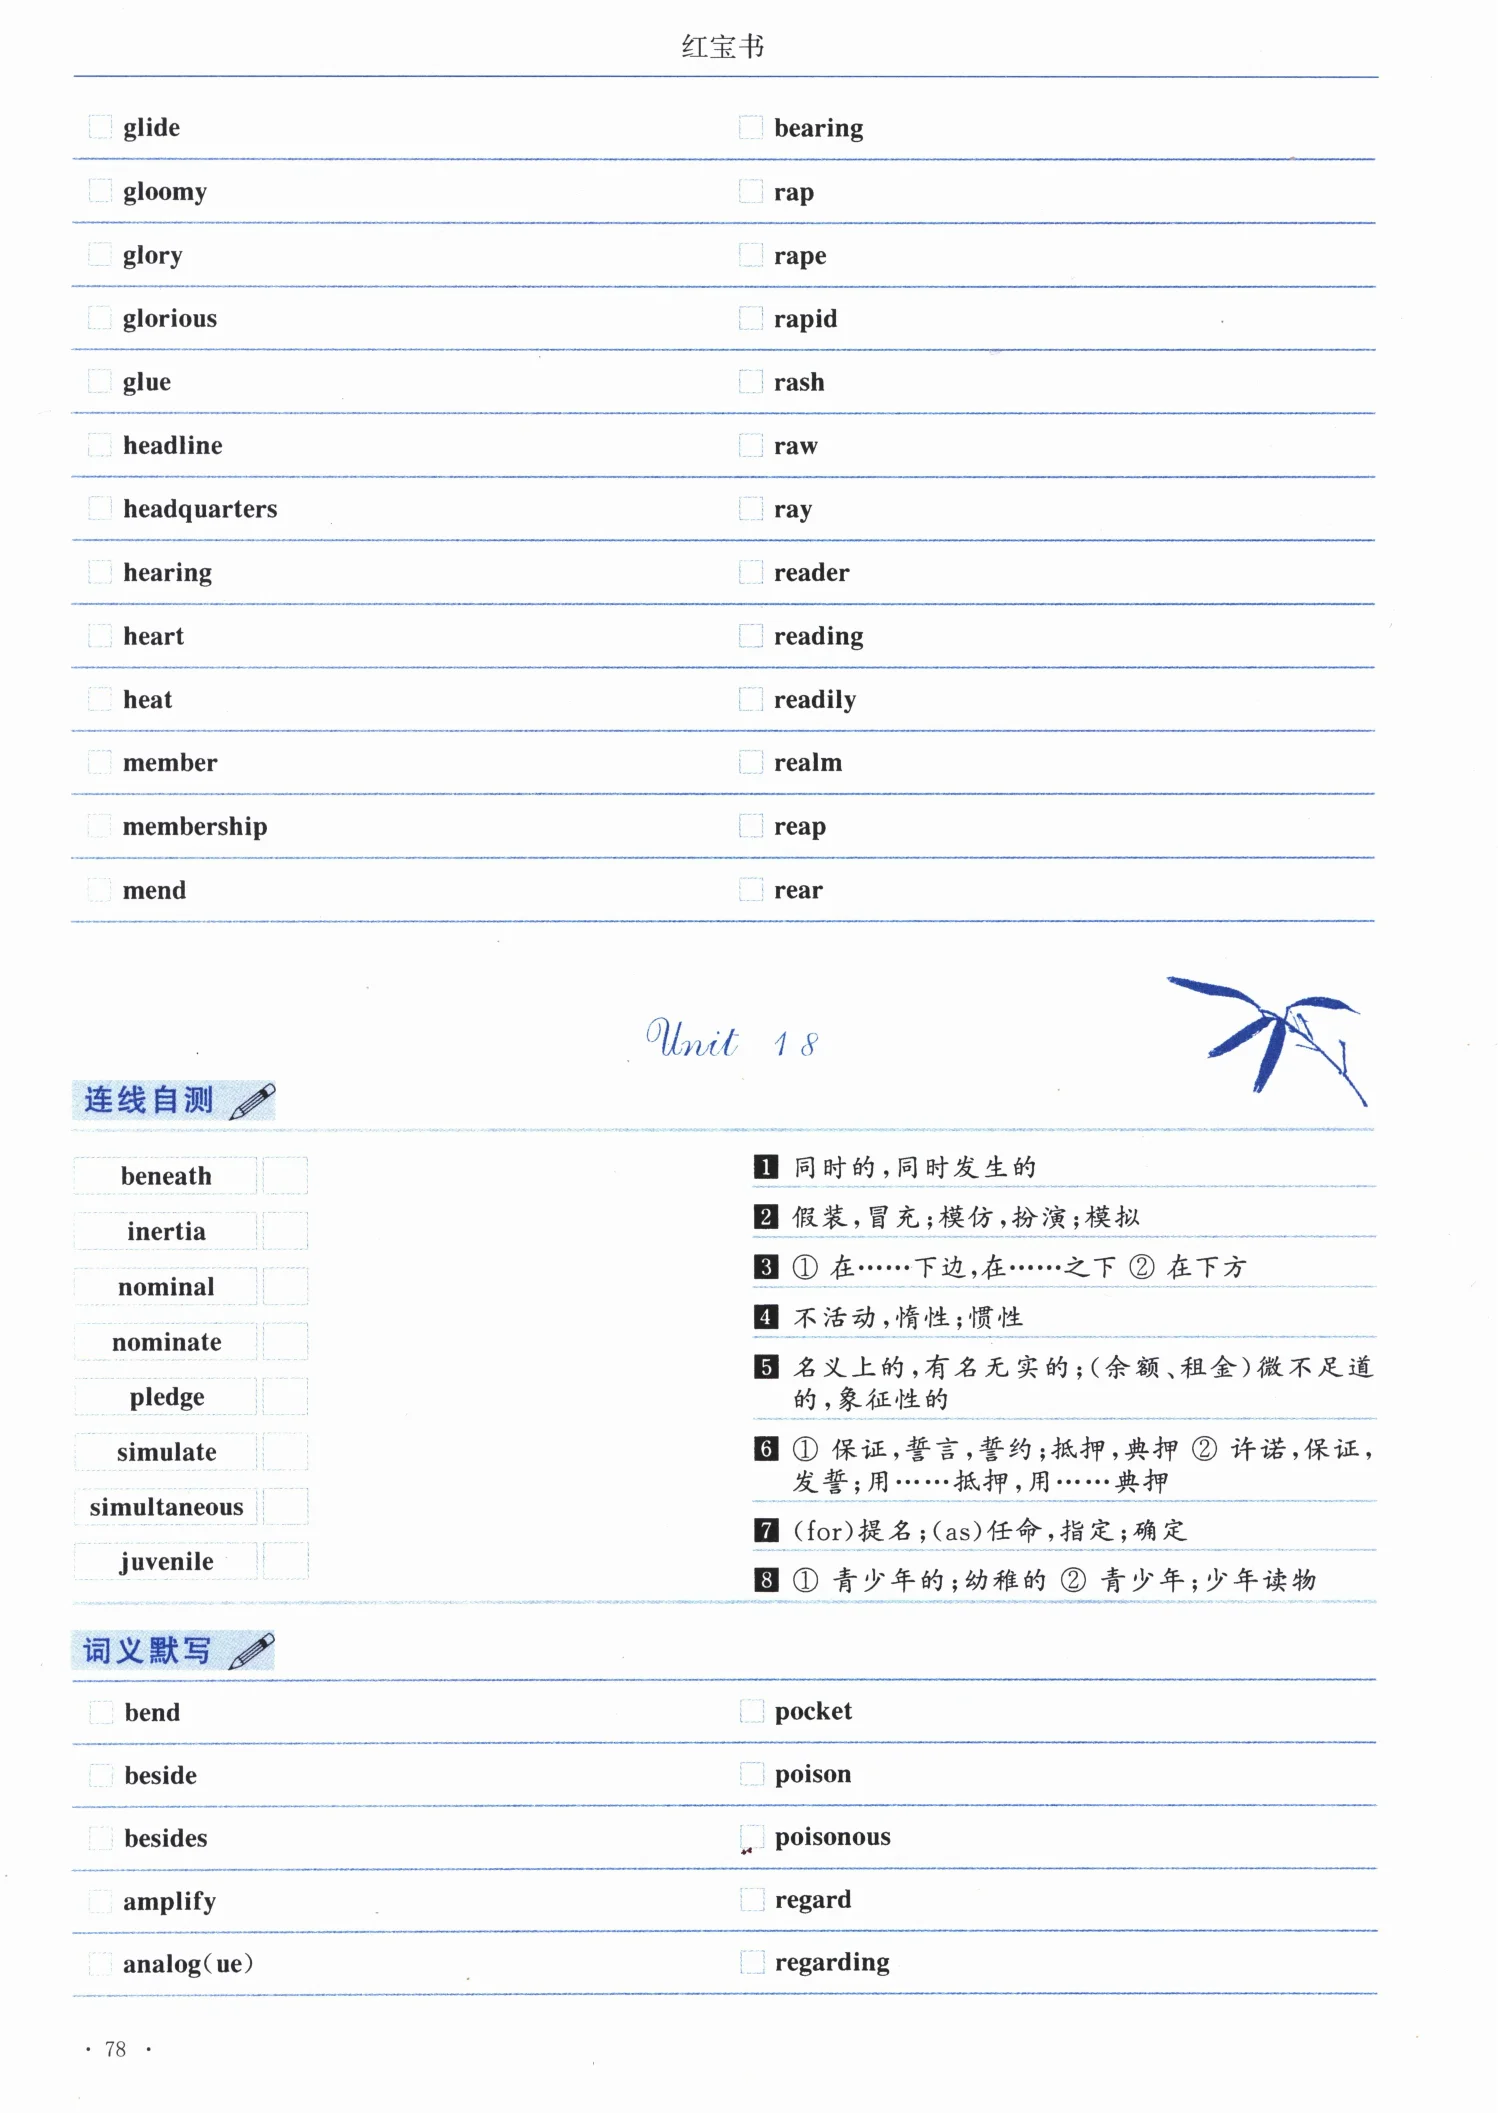 红宝书
glide
bearing
gloomy
rap
glory
rape
glorious
rapid
glue
rash
headline
raw
headquarters
ray
hearing
reader
heart
reading
heat
readily
member
realm
membership
reap
mend
rear
Unit 18
连线自测
beneath
inertia
nominal
nominate
pledge
simulate
simultaneous
juvenile
1 同时的,同时发生的
2 假装,冒充;模仿,扮演;模拟
3 ① 在……下边,在……之下 ② 在下方
4 不活动,惰性;惯性
5 名义上的,有名无实的;(余额、租金)微不足道
的,象征性的
6 ① 保证,誓言,誓约;抵押,典押 ② 许诺,保证,
发誓;用……抵押,用……典押
7 (for)提名;(as)任命,指定;确定
8 ① 青少年的;幼稚的 ② 青少年;少年读物
词义默写
bend
pocket
beside
poison
besides
poisonous
amplify
regard
analog(ue)
regarding
· 78 ·